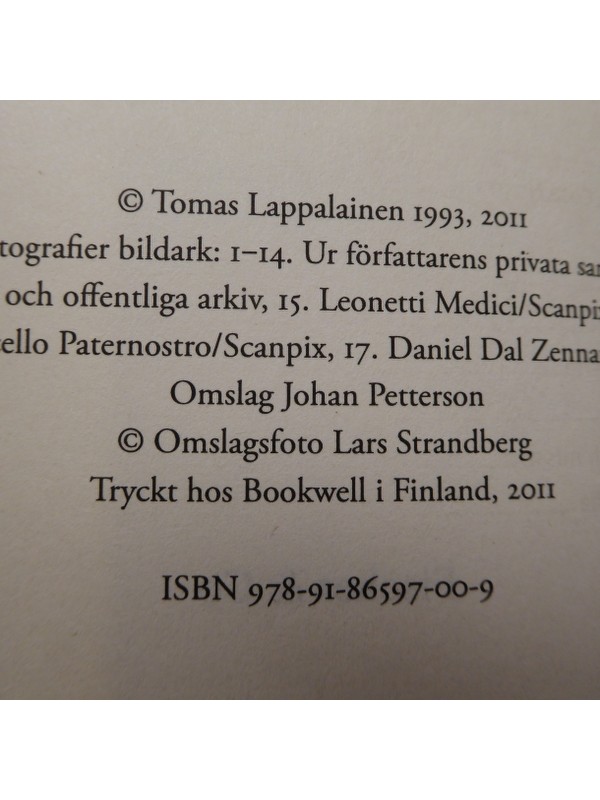 © Tomas Lappalainen 1993, 2011
tografier bildark: 1–14. Ur författarens privata sa
och offentliga arkiv, 15. Leonetti Medici/Scanpi
ello Paternostro/Scanpix, 17. Daniel Dal Zenna
Omslag Johan Petterson
© Omslagsfoto Lars Strandberg
Tryckt hos Bookwell i Finland, 2011
ISBN 978-91-86597-00-9